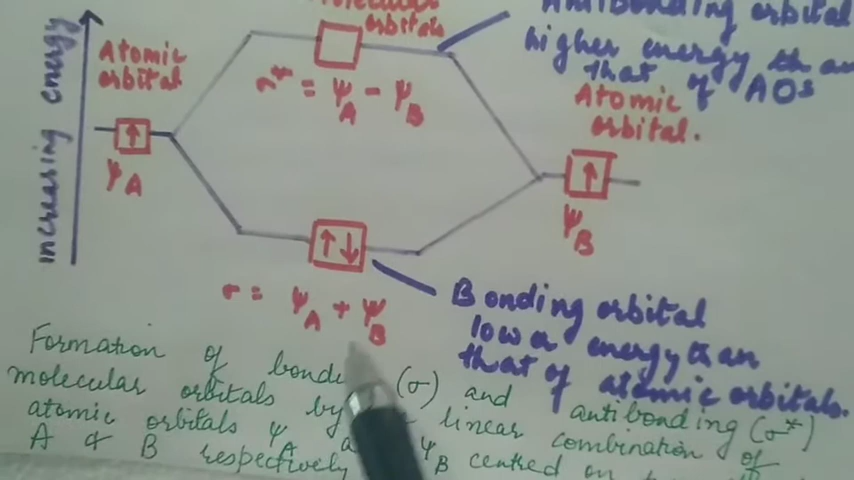 Molecular
orbitals
Antibonding orbital
higher energy than
that of AOs
increasing energy
Atomic
orbital
↑
ψA
σ* = ψA - ψB
Atomic
orbital.
↑
ψB
↑↓
σ = ψA + ψB
Bonding orbital
lower energy than
that of atomic orbitals.
Formation of (σ) and antibonding (σ*)
molecular orbitals by linear combination of
atomic orbitals ψA ψB centred on
A & B respectively